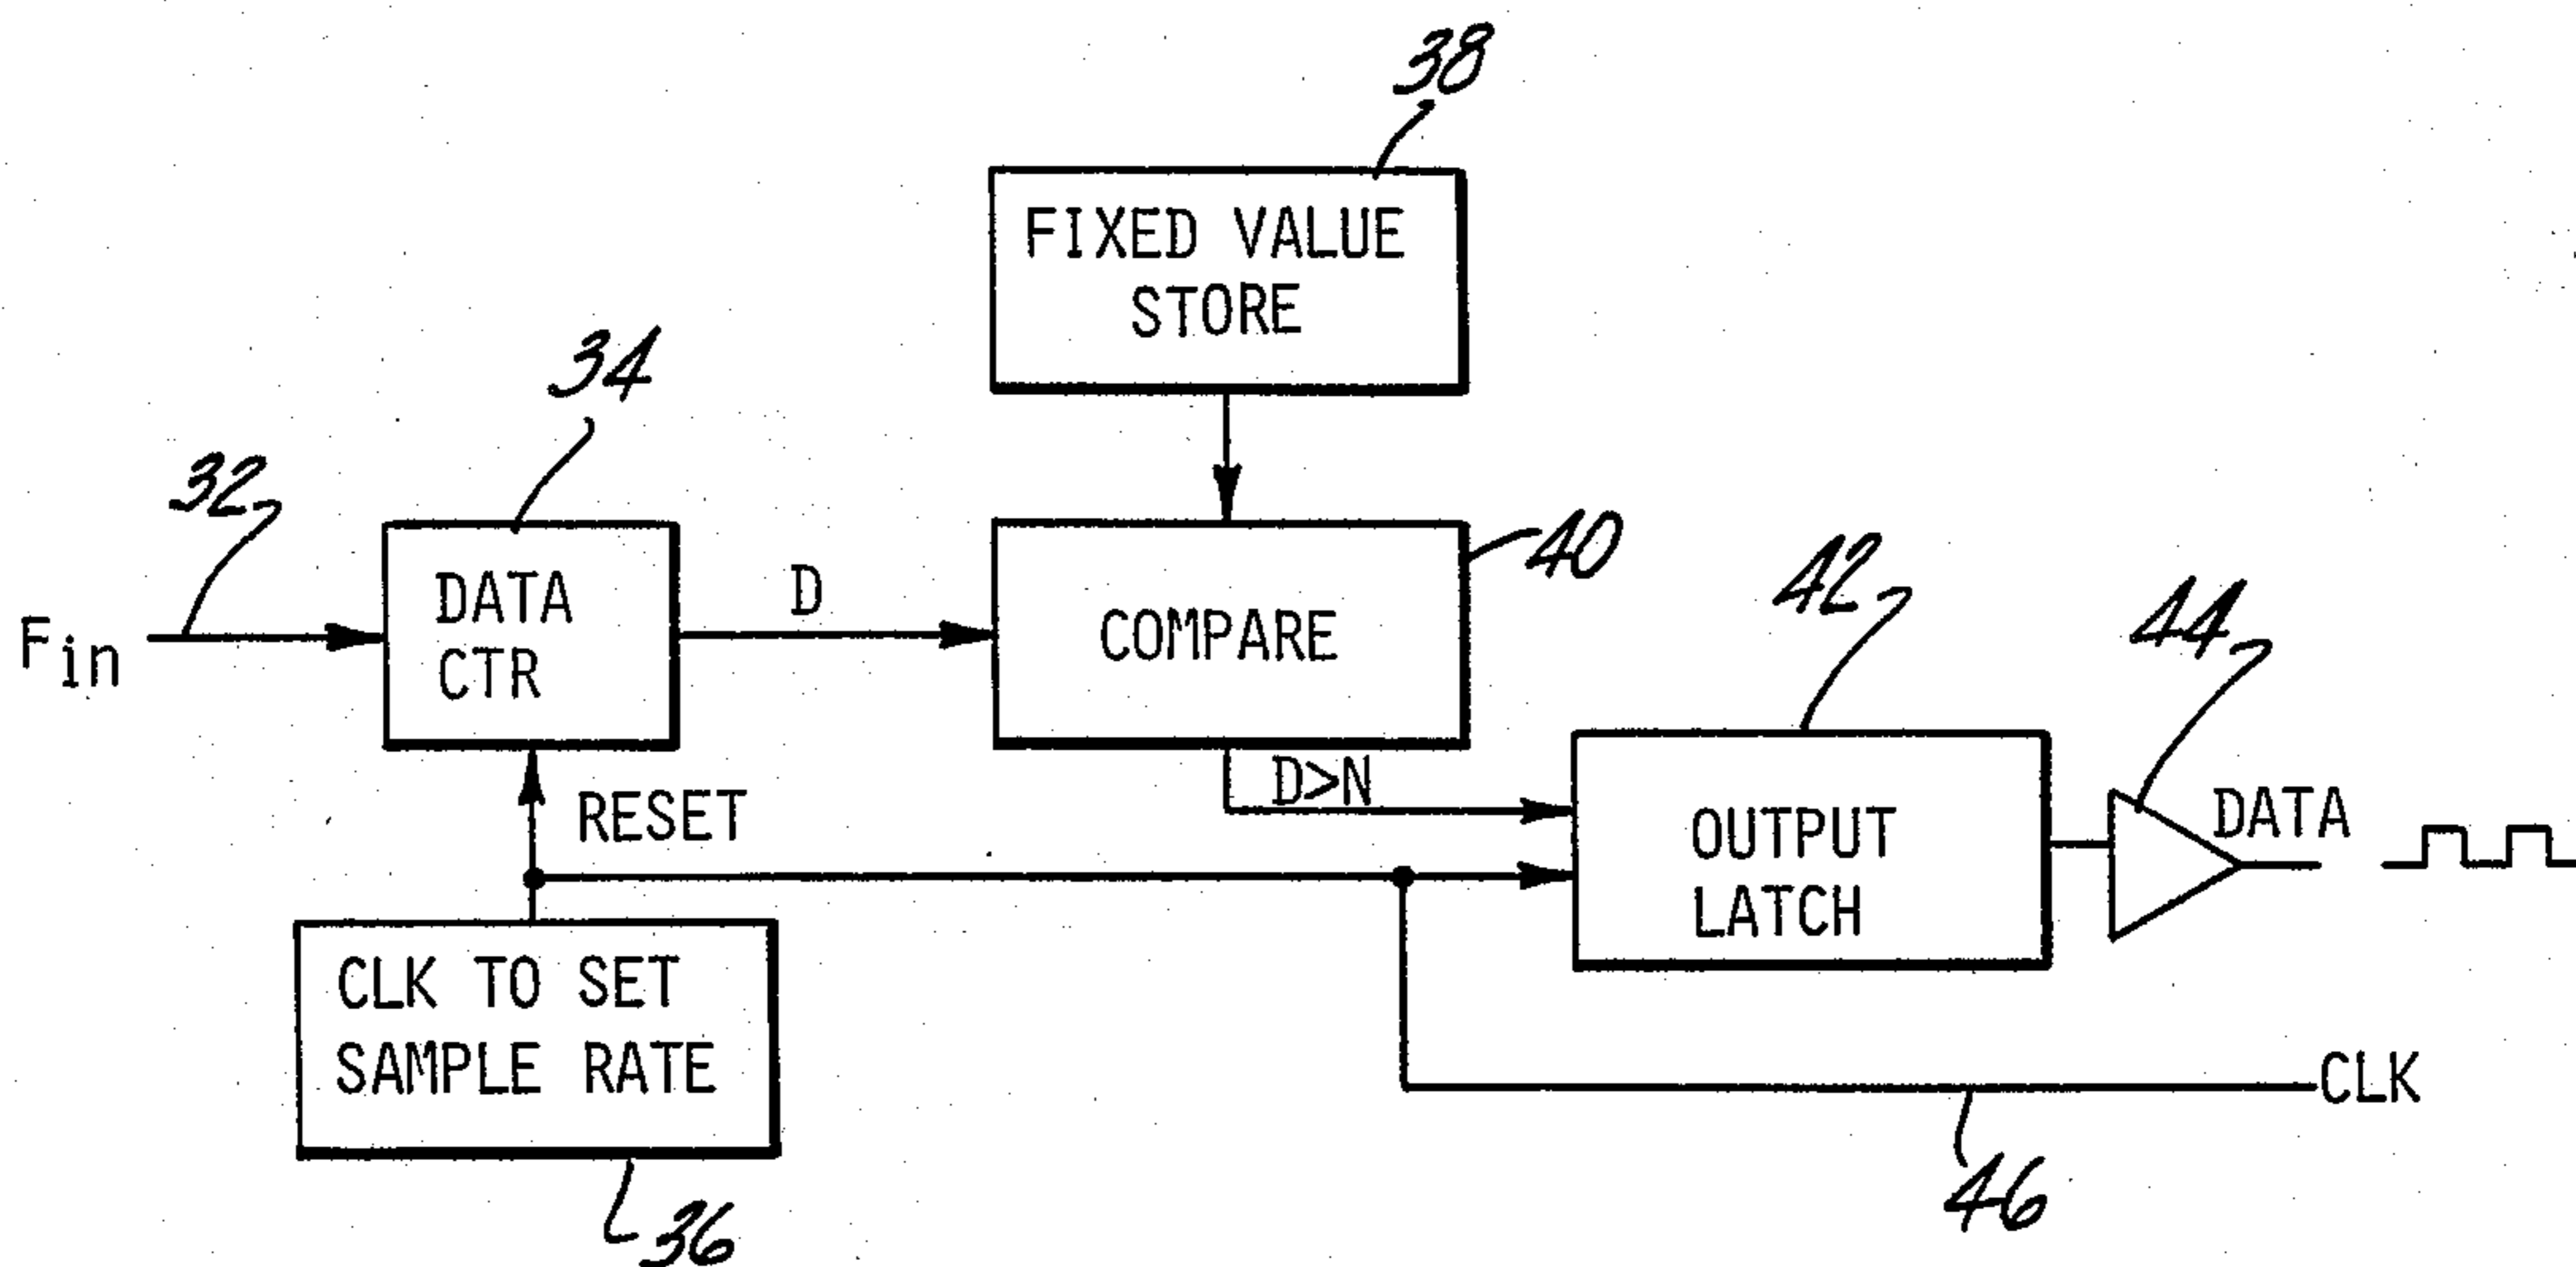 38
FIXED VALUE
STORE
34
32
40
42
44
Fin
DATA
CTR
D
COMPARE
D>N
RESET
OUTPUT
LATCH
DATA
CLK TO SET
SAMPLE RATE
CLK
46
36